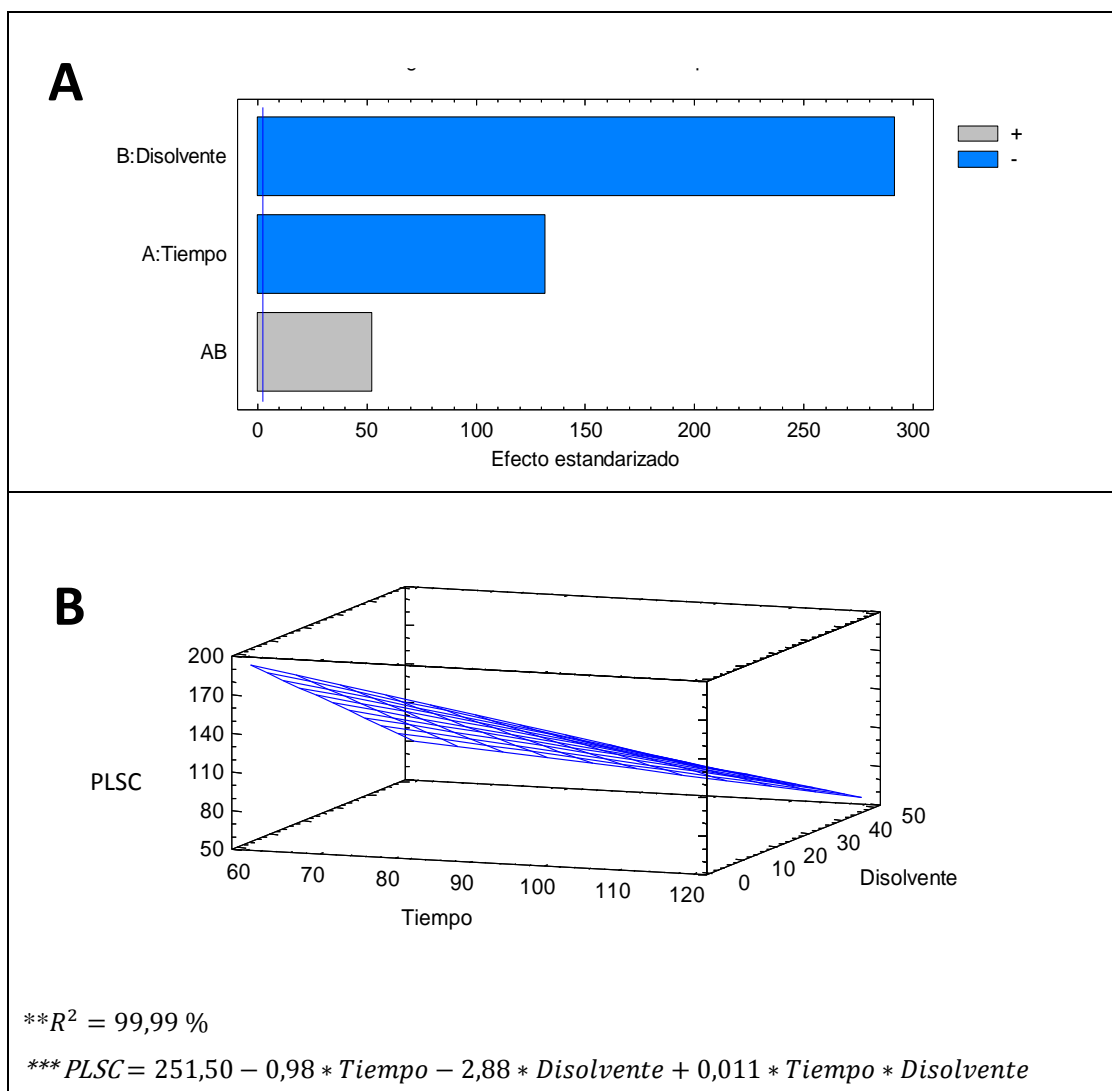 A
B:Disolvente
A:Tiempo
AB
+
-
0 50 100 150 200 250 300
Efecto estandarizado
B
200
170
140
110
80
50
PLSC
60 70 80 90 100 110 120
Tiempo
0 10 20 30 40 50
Disolvente
**R² = 99,99 %
***PLSC = 251,50 − 0,98 * Tiempo − 2,88 * Disolvente + 0,011 * Tiempo * Disolvente